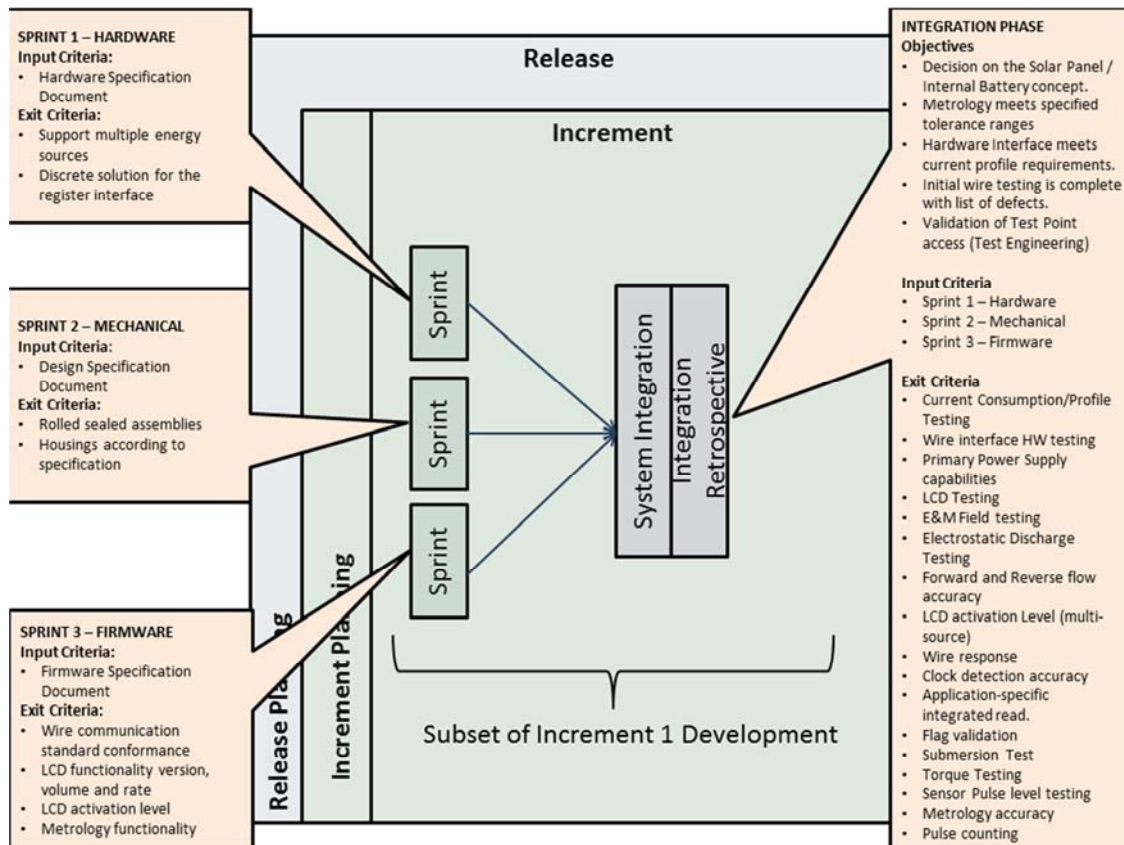 SPRINT 1 – HARDWARE
Input Criteria:
• Hardware Specification
Document
Exit Criteria:
• Support multiple energy
sources
• Discrete solution for the
register interface
SPRINT 2 – MECHANICAL
Input Criteria:
• Design Specification
Document
Exit Criteria:
• Rolled sealed assemblies
• Housings according to
specification
SPRINT 3 – FIRMWARE
Input Criteria:
• Firmware Specification
Document
Exit Criteria:
• Wire communication
standard conformance
• LCD functionality version,
volume and rate
• LCD activation level
• Metrology functionality
Release
Increment
Release Planning
Increment Planning
Sprint
Sprint
Sprint
System Integration
Integration
Retrospective
Subset of Increment 1 Development
INTEGRATION PHASE
Objectives
• Decision on the Solar Panel /
Internal Battery concept.
• Metrology meets specified
tolerance ranges
• Hardware Interface meets
current profile requirements.
• Initial wire testing is complete
with list of defects.
• Validation of Test Point
access (Test Engineering)
Input Criteria
• Sprint 1 – Hardware
• Sprint 2 – Mechanical
• Sprint 3 – Firmware
Exit Criteria
• Current Consumption/Profile
Testing
• Wire interface HW testing
• Primary Power Supply
capabilities
• LCD Testing
• E&M Field testing
• Electrostatic Discharge
Testing
• Forward and Reverse flow
accuracy
• LCD activation Level (multi-
source)
• Wire response
• Clock detection accuracy
• Application-specific
integrated read.
• Flag validation
• Submersion Test
• Torque Testing
• Sensor Pulse level testing
• Metrology accuracy
• Pulse counting